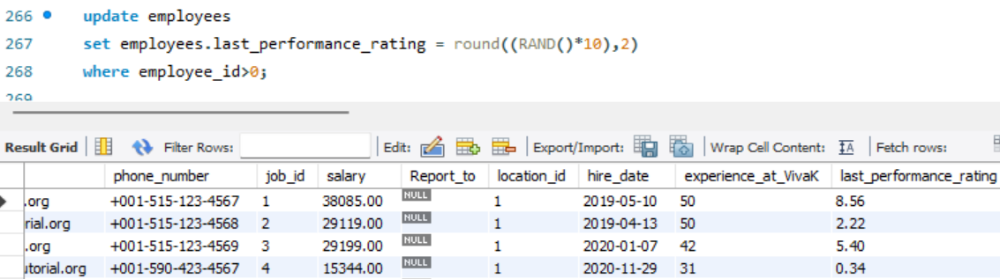 266 update employees
267 set employees.last_performance_rating = round((RAND()*10),2)
268 where employee_id>0;
269
Result Grid Filter Rows: Edit: Export/Import: Wrap Cell Content: IA Fetch rows:
phone_number job_id salary Report_to location_id hire_date experience_at_VivaK last_performance_rating
.org +001-515-123-4567 1 38085.00 NULL 1 2019-05-10 50 8.56
rial.org +001-515-123-4568 2 29119.00 NULL 1 2019-04-13 50 2.22
.org +001-515-123-4569 3 29199.00 NULL 1 2020-01-07 42 5.40
utorial.org +001-590-423-4567 4 15344.00 NULL 1 2020-11-29 31 0.34